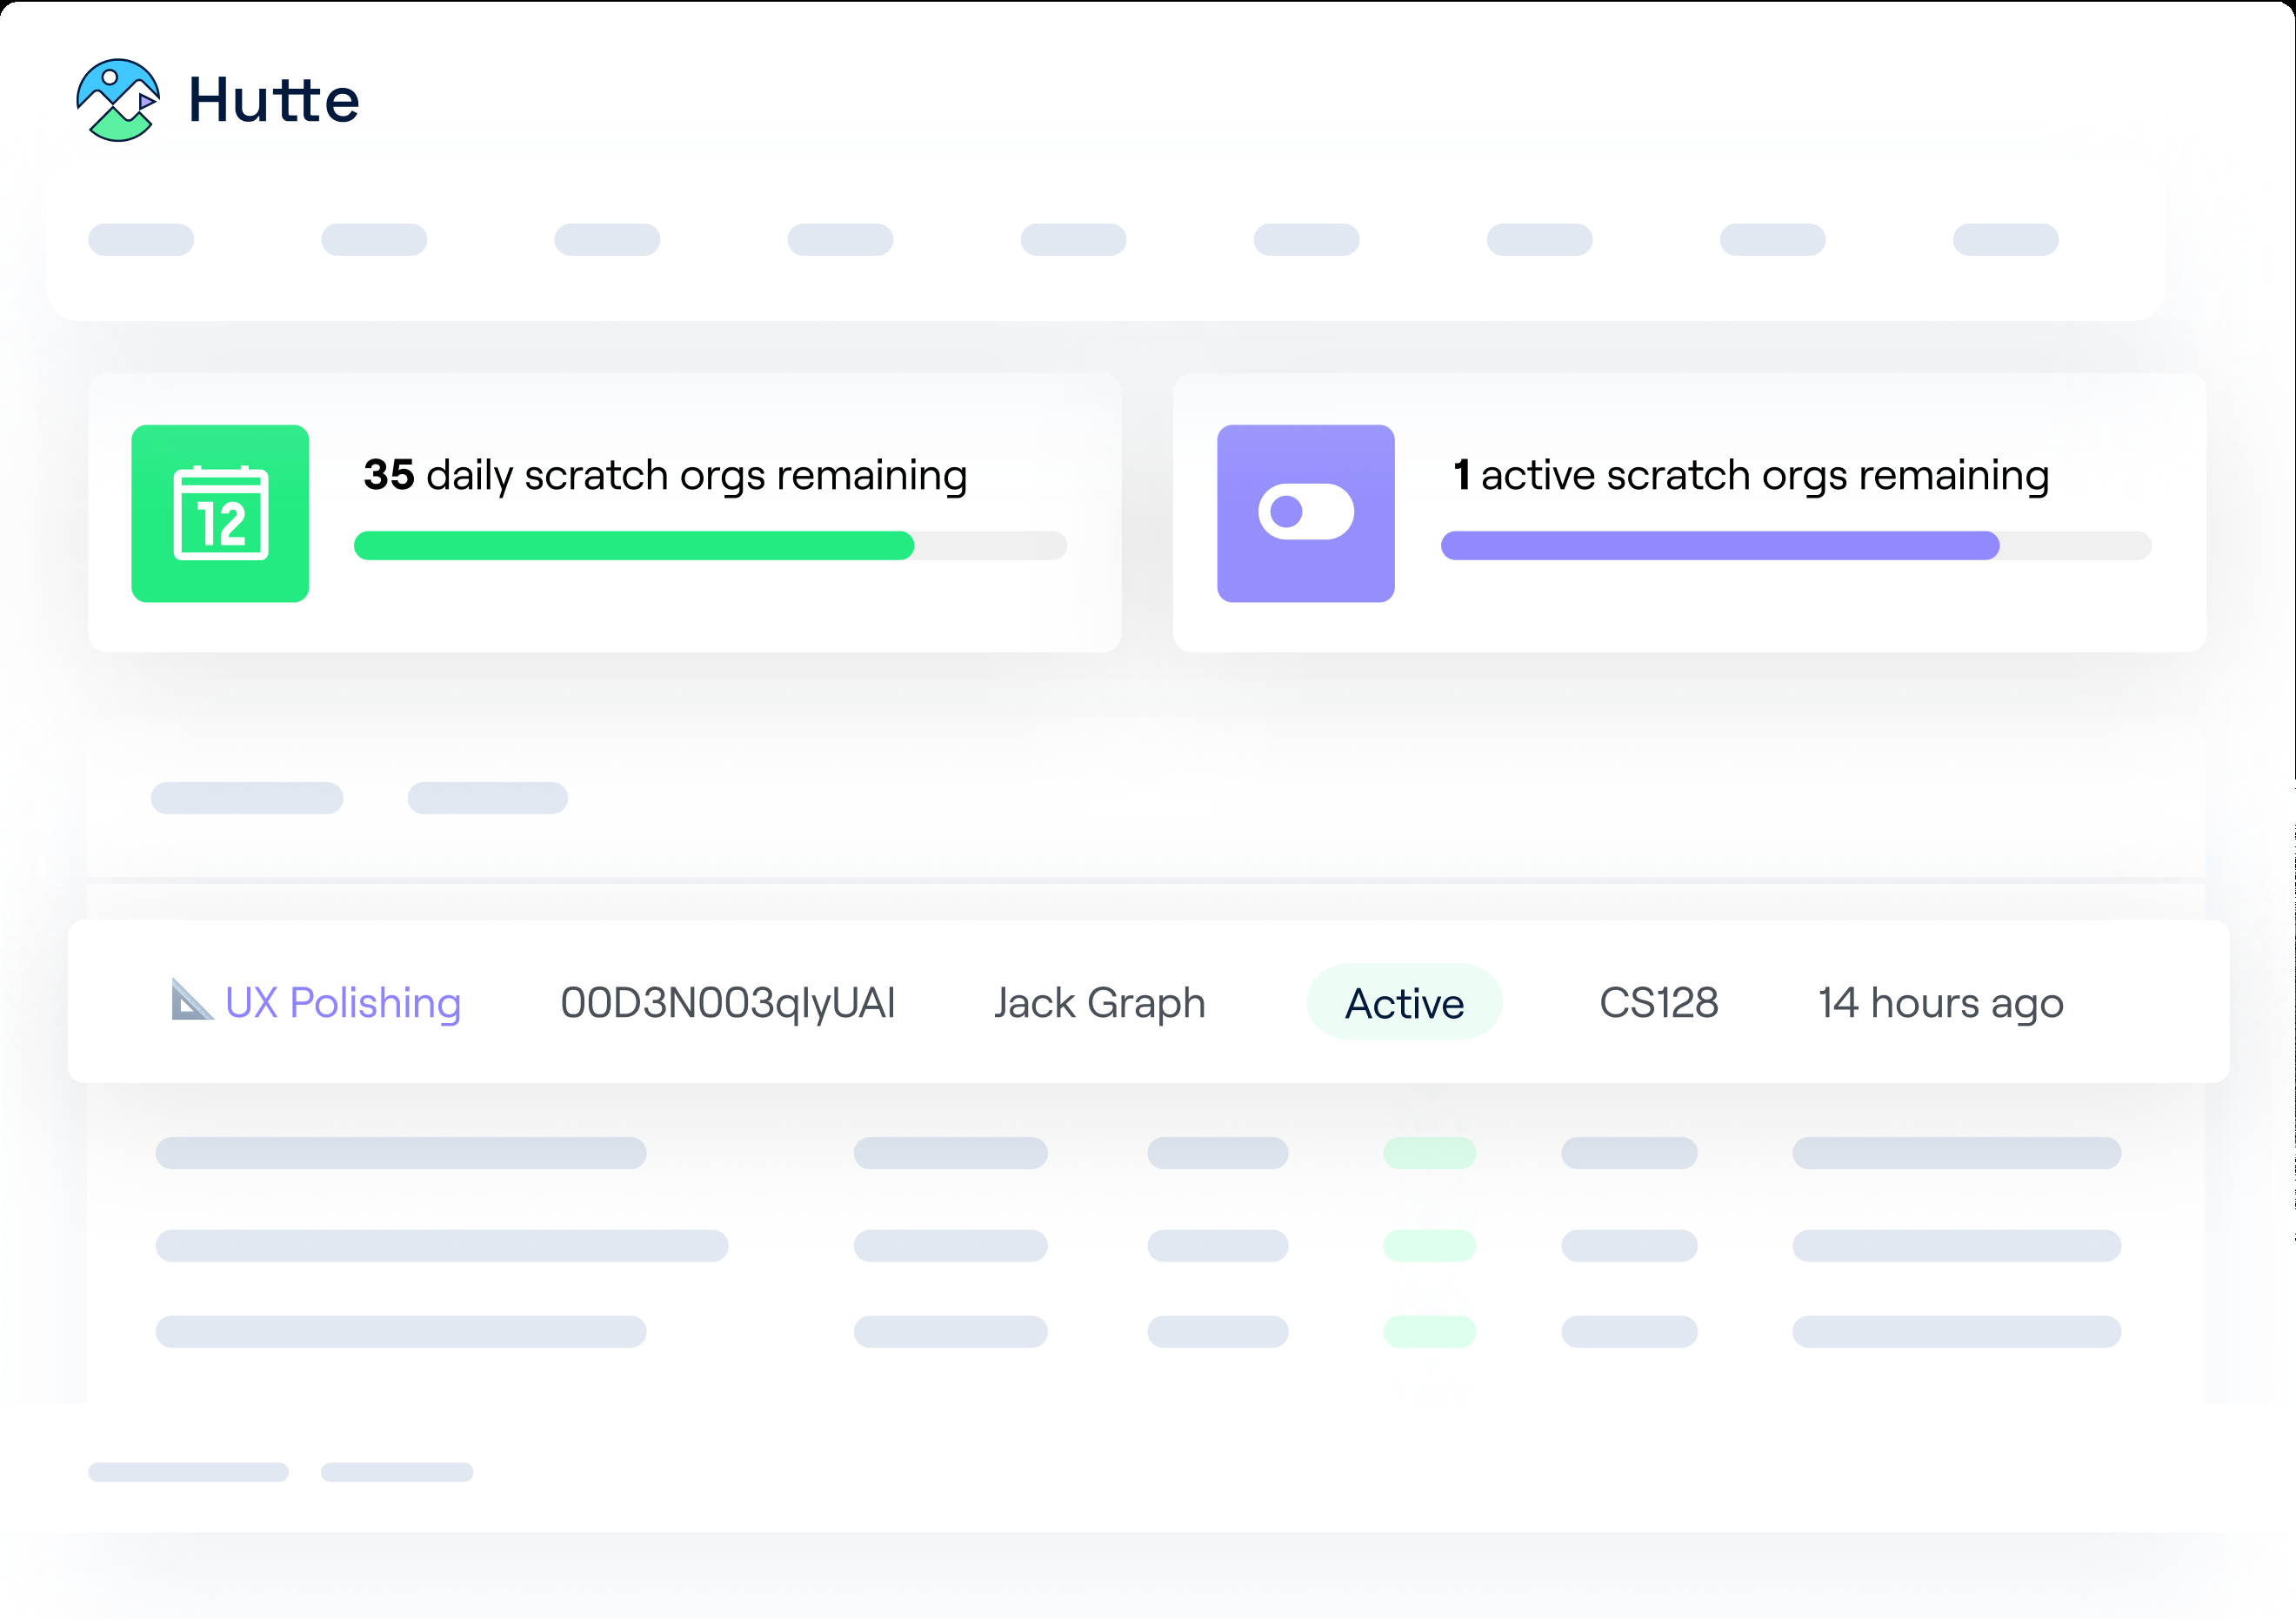 Hutte
12
35 daily scratch orgs remaining
1 active scratch orgs remaining
UX Polishing 00D3N003qlyUAI Jack Graph Active CS128 14 hours ago